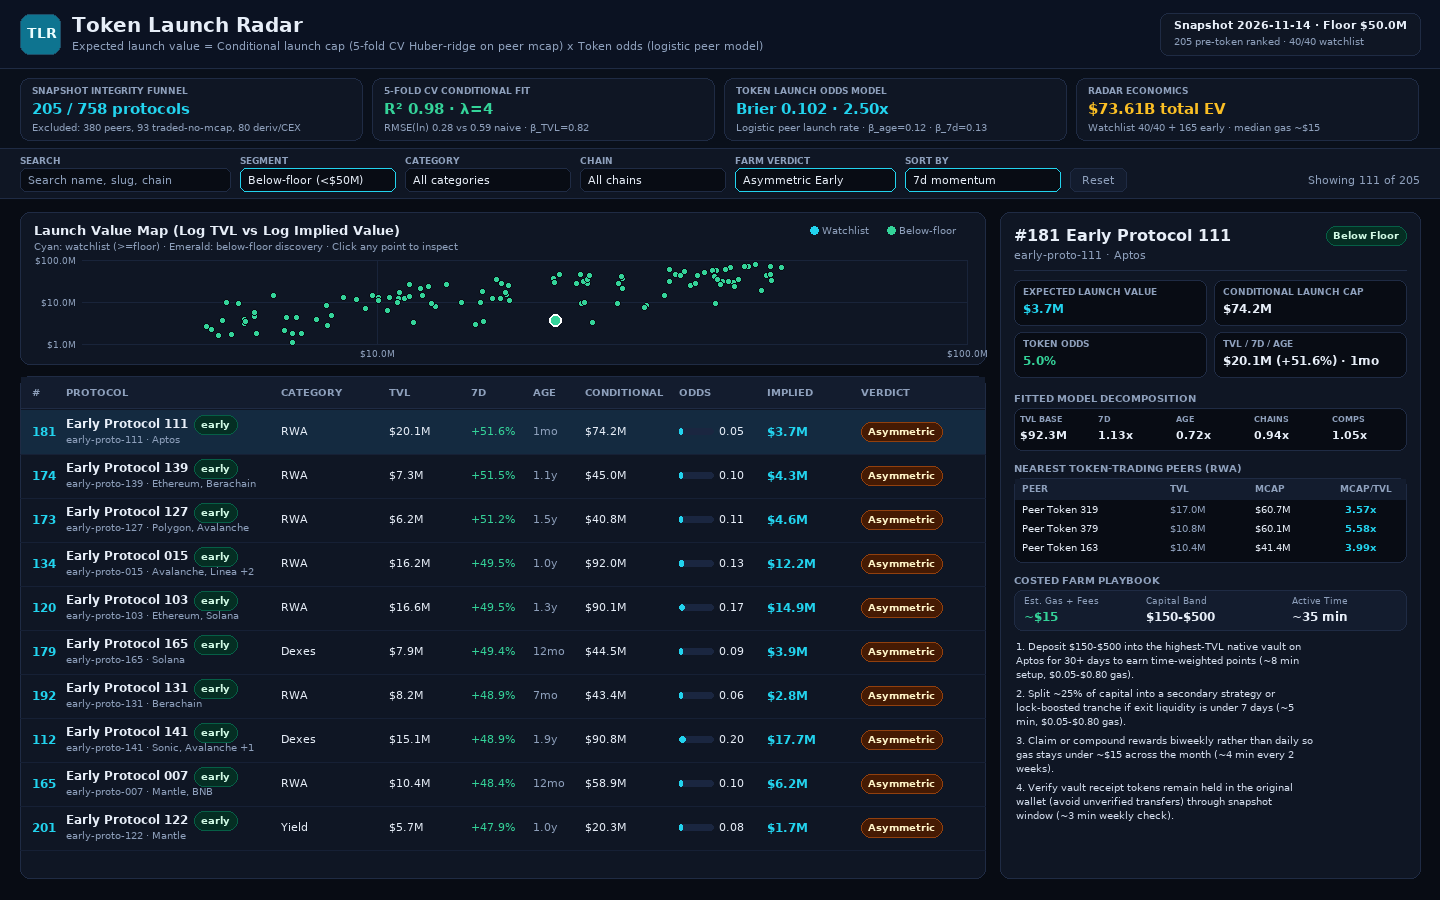 TLR
Token Launch Radar
Expected launch value = Conditional launch cap (5-fold CV Huber-ridge on peer mcap) x Token odds (logistic peer model)
Snapshot 2026-11-14 · Floor $50.0M
205 pre-token ranked · 40/40 watchlist
SNAPSHOT INTEGRITY FUNNEL
205 / 758 protocols
Excluded: 380 peers, 93 traded-no-mcap, 80 deriv/CEX
5-FOLD CV CONDITIONAL FIT
R² 0.98 · λ=4
RMSE(ln) 0.28 vs 0.59 naive · β_TVL=0.82
TOKEN LAUNCH ODDS MODEL
Brier 0.102 · 2.50x
Logistic peer launch rate · β_age=0.12 · β_7d=0.13
RADAR ECONOMICS
$73.61B total EV
Watchlist 40/40 + 165 early · median gas ~$15
SEARCH
Search name, slug, chain
SEGMENT
Below-floor (<$50M)
CATEGORY
All categories
CHAIN
All chains
FARM VERDICT
Asymmetric Early
SORT BY
7d momentum
Reset
Showing 111 of 205
Launch Value Map (Log TVL vs Log Implied Value)
Cyan: watchlist (>=floor) · Emerald: below-floor discovery · Click any point to inspect
Watchlist
Below-floor
$100.0M
$10.0M
$1.0M
$10.0M
$100.0M
# PROTOCOL CATEGORY TVL 7D AGE CONDITIONAL ODDS IMPLIED VERDICT
181 Early Protocol 111 early RWA $20.1M +51.6% 1mo $74.2M 0.05 $3.7M Asymmetric
early-proto-111 · Aptos
174 Early Protocol 139 early RWA $7.3M +51.5% 1.1y $45.0M 0.10 $4.3M Asymmetric
early-proto-139 · Ethereum, Berachain
173 Early Protocol 127 early RWA $6.2M +51.2% 1.5y $40.8M 0.11 $4.6M Asymmetric
early-proto-127 · Polygon, Avalanche
134 Early Protocol 015 early RWA $16.2M +49.5% 1.0y $92.0M 0.13 $12.2M Asymmetric
early-proto-015 · Avalanche, Linea +2
120 Early Protocol 103 early RWA $16.6M +49.5% 1.3y $90.1M 0.17 $14.9M Asymmetric
early-proto-103 · Ethereum, Solana
179 Early Protocol 165 early Dexes $7.9M +49.4% 12mo $44.5M 0.09 $3.9M Asymmetric
early-proto-165 · Solana
192 Early Protocol 131 early RWA $8.2M +48.9% 7mo $43.4M 0.06 $2.8M Asymmetric
early-proto-131 · Berachain
112 Early Protocol 141 early Dexes $15.1M +48.9% 1.9y $90.8M 0.20 $17.7M Asymmetric
early-proto-141 · Sonic, Avalanche +1
165 Early Protocol 007 early RWA $10.4M +48.4% 12mo $58.9M 0.10 $6.2M Asymmetric
early-proto-007 · Mantle, BNB
201 Early Protocol 122 early Yield $5.7M +47.9% 1.0y $20.3M 0.08 $1.7M Asymmetric
early-proto-122 · Mantle
#181 Early Protocol 111
Below Floor
early-proto-111 · Aptos
EXPECTED LAUNCH VALUE
$3.7M
CONDITIONAL LAUNCH CAP
$74.2M
TOKEN ODDS
5.0%
TVL / 7D / AGE
$20.1M (+51.6%) · 1mo
FITTED MODEL DECOMPOSITION
TVL BASE 7D AGE CHAINS COMPS
$92.3M 1.13x 0.72x 0.94x 1.05x
NEAREST TOKEN-TRADING PEERS (RWA)
PEER TVL MCAP MCAP/TVL
Peer Token 319 $17.0M $60.7M 3.57x
Peer Token 379 $10.8M $60.1M 5.58x
Peer Token 163 $10.4M $41.4M 3.99x
COSTED FARM PLAYBOOK
Est. Gas + Fees Capital Band Active Time
~$15 $150-$500 ~35 min
1. Deposit $150-$500 into the highest-TVL native vault on
Aptos for 30+ days to earn time-weighted points (~8 min
setup, $0.05-$0.80 gas).
2. Split ~25% of capital into a secondary strategy or
lock-boosted tranche if exit liquidity is under 7 days (~5
min, $0.05-$0.80 gas).
3. Claim or compound rewards biweekly rather than daily so
gas stays under ~$15 across the month (~4 min every 2
weeks).
4. Verify vault receipt tokens remain held in the original
wallet (avoid unverified transfers) through snapshot
window (~3 min weekly check).